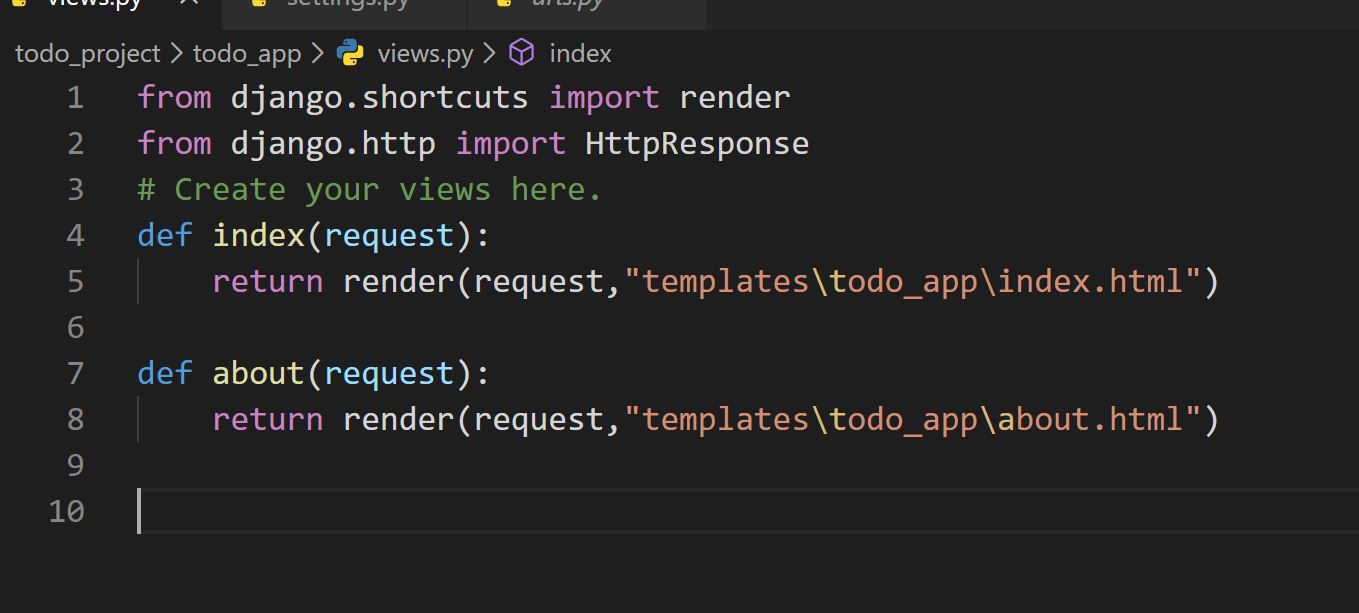 views.py settings.py urls.py
todo_project > todo_app > views.py > index
1 from django.shortcuts import render
2 from django.http import HttpResponse
3 # Create your views here.
4 def index(request):
5 return render(request,"templates\todo_app\index.html")
6
7 def about(request):
8 return render(request,"templates\todo_app\about.html")
9
10